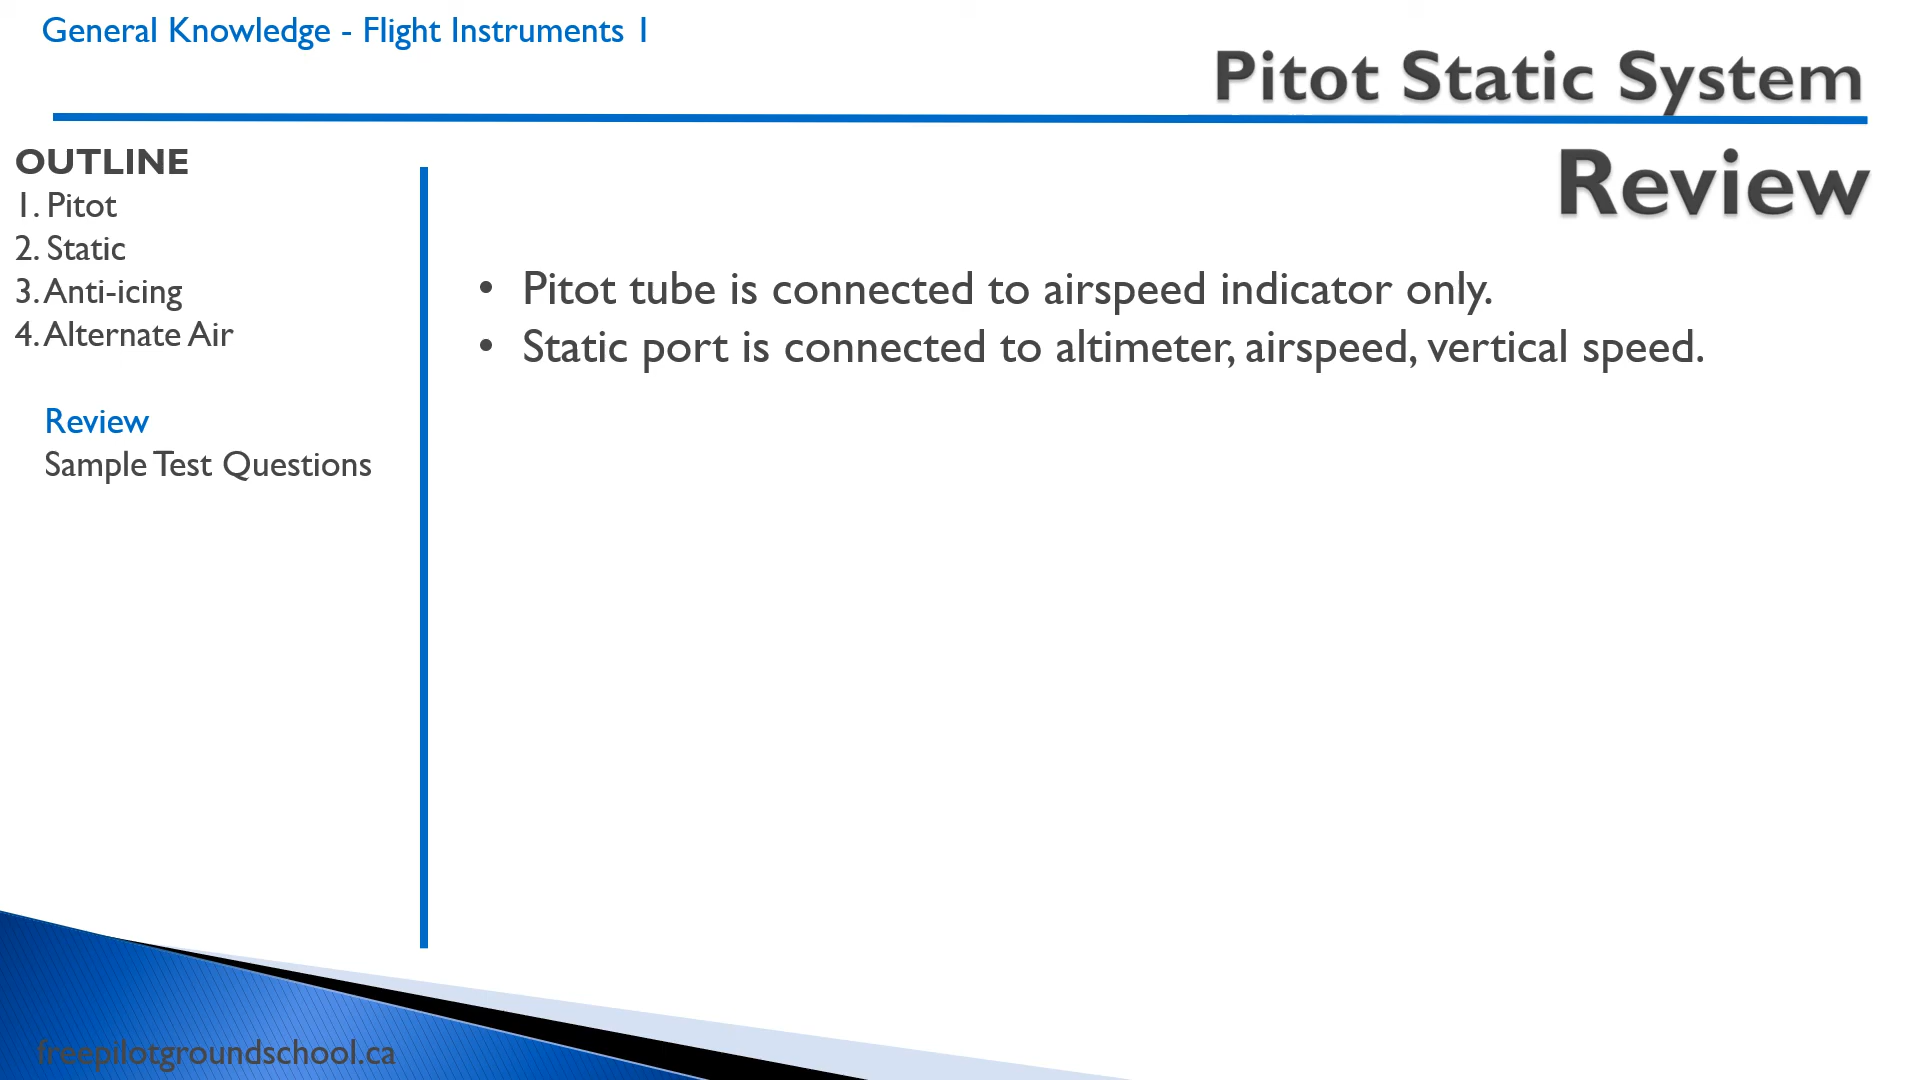 General Knowledge - Flight Instruments 1
Pitot Static System
OUTLINE
1. Pitot
2. Static
3. Anti-icing
4. Alternate Air
Review
Sample Test Questions
Review
• Pitot tube is connected to airspeed indicator only.
• Static port is connected to altimeter, airspeed, vertical speed.
freepilotgroundschool.ca